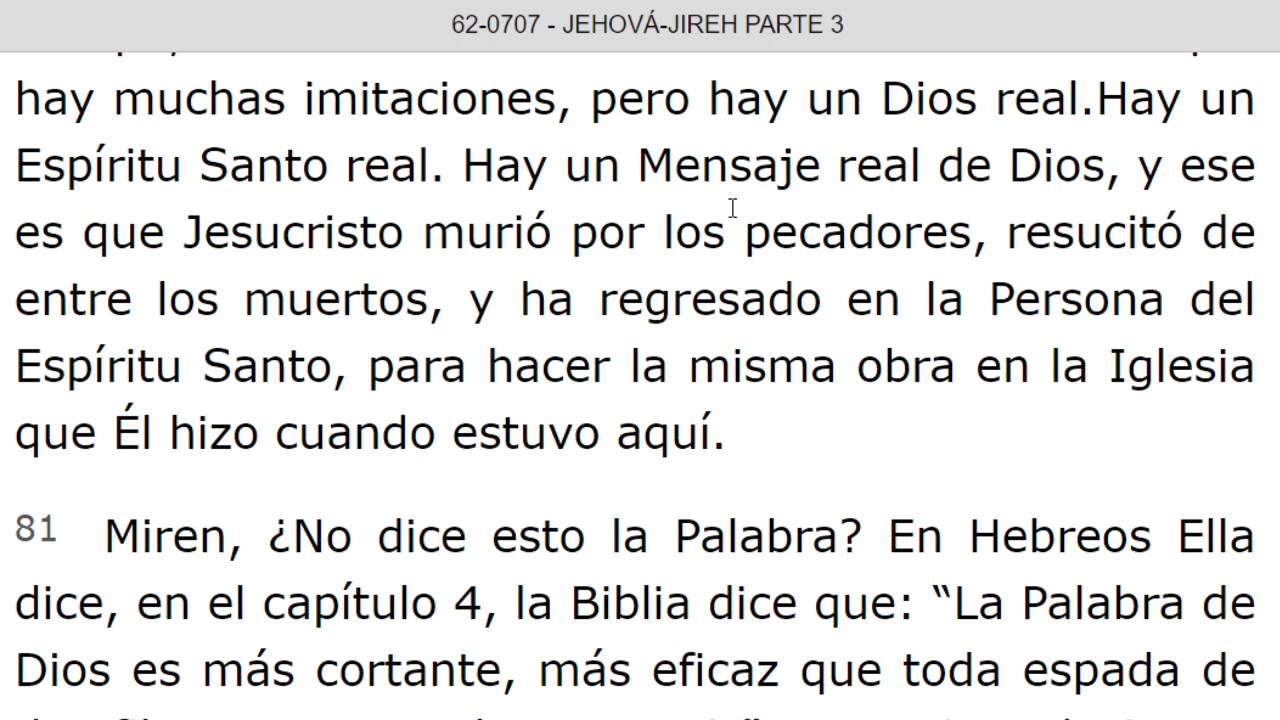 62-0707 - JEHOVÁ-JIREH PARTE 3
hay muchas imitaciones, pero hay un Dios real.Hay un
Espíritu Santo real. Hay un Mensaje real de Dios, y ese
es que Jesucristo murió por los pecadores, resucitó de
entre los muertos, y ha regresado en la Persona del
Espíritu Santo, para hacer la misma obra en la Iglesia
que Él hizo cuando estuvo aquí.
81 Miren, ¿No dice esto la Palabra? En Hebreos Ella
dice, en el capítulo 4, la Biblia dice que: “La Palabra de
Dios es más cortante, más eficaz que toda espada de